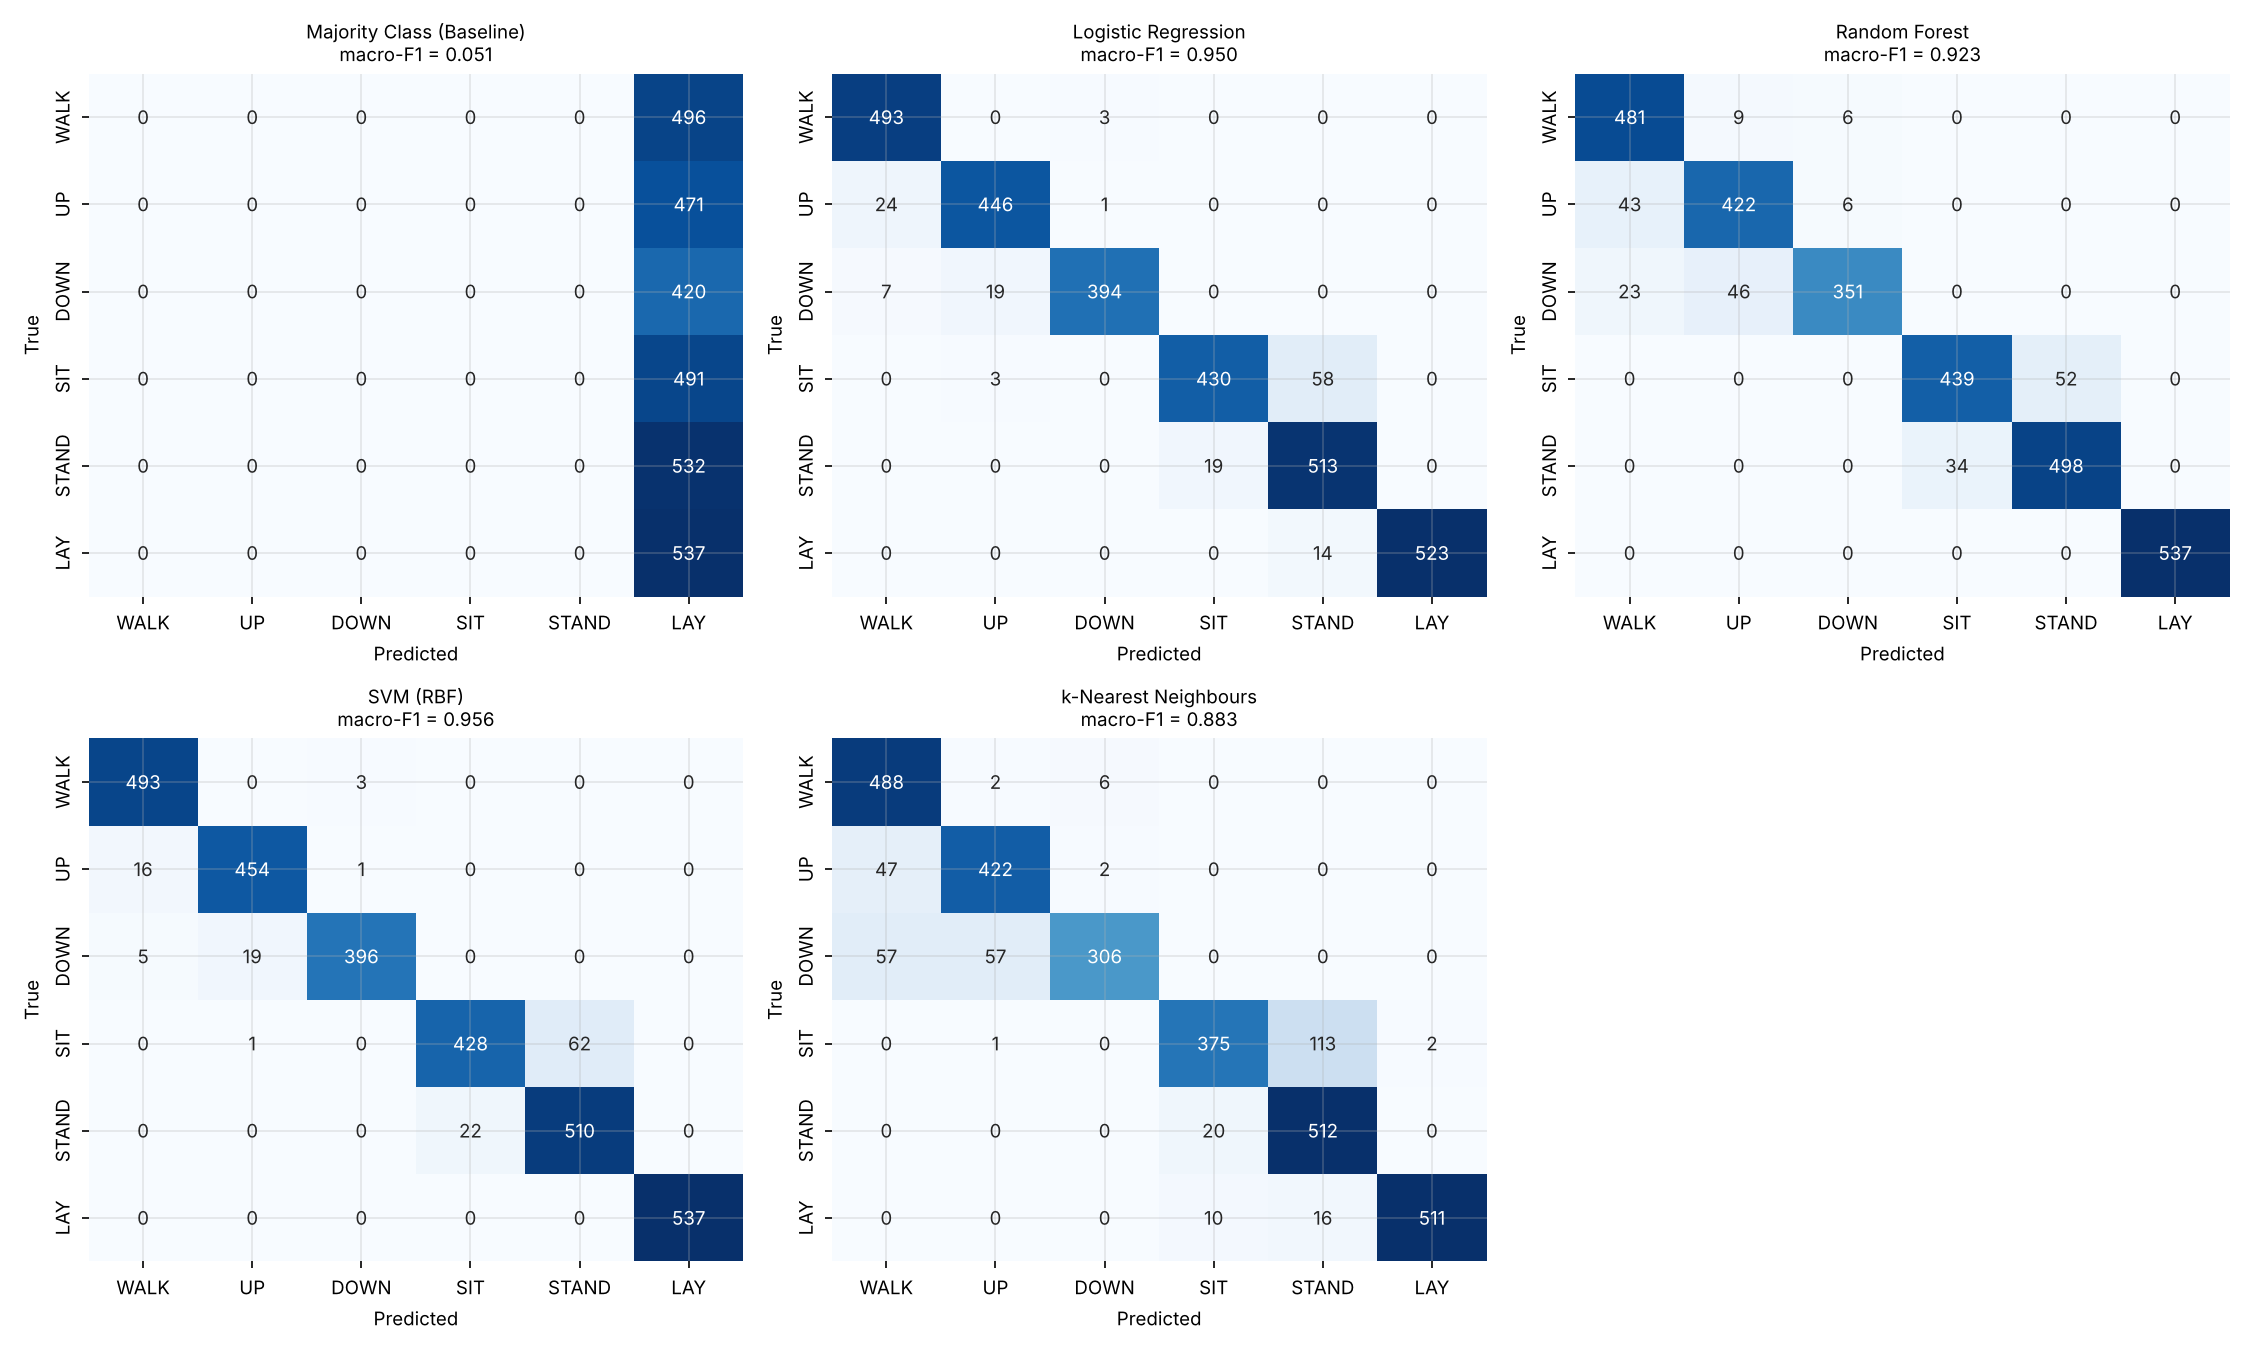 Majority Class (Baseline)
macro-F1 = 0.051
True
WALK 0 0 0 0 0 496
UP 0 0 0 0 0 471
DOWN 0 0 0 0 0 420
SIT 0 0 0 0 0 491
STAND 0 0 0 0 0 532
LAY 0 0 0 0 0 537
WALK UP DOWN SIT STAND LAY
Predicted
Logistic Regression
macro-F1 = 0.950
True
WALK 493 0 3 0 0 0
UP 24 446 1 0 0 0
DOWN 7 19 394 0 0 0
SIT 0 3 0 430 58 0
STAND 0 0 0 19 513 0
LAY 0 0 0 0 14 523
WALK UP DOWN SIT STAND LAY
Predicted
Random Forest
macro-F1 = 0.923
True
WALK 481 9 6 0 0 0
UP 43 422 6 0 0 0
DOWN 23 46 351 0 0 0
SIT 0 0 0 439 52 0
STAND 0 0 0 34 498 0
LAY 0 0 0 0 0 537
WALK UP DOWN SIT STAND LAY
Predicted
SVM (RBF)
macro-F1 = 0.956
True
WALK 493 0 3 0 0 0
UP 16 454 1 0 0 0
DOWN 5 19 396 0 0 0
SIT 0 1 0 428 62 0
STAND 0 0 0 22 510 0
LAY 0 0 0 0 0 537
WALK UP DOWN SIT STAND LAY
Predicted
k-Nearest Neighbours
macro-F1 = 0.883
True
WALK 488 2 6 0 0 0
UP 47 422 2 0 0 0
DOWN 57 57 306 0 0 0
SIT 0 1 0 375 113 2
STAND 0 0 0 20 512 0
LAY 0 0 0 10 16 511
WALK UP DOWN SIT STAND LAY
Predicted